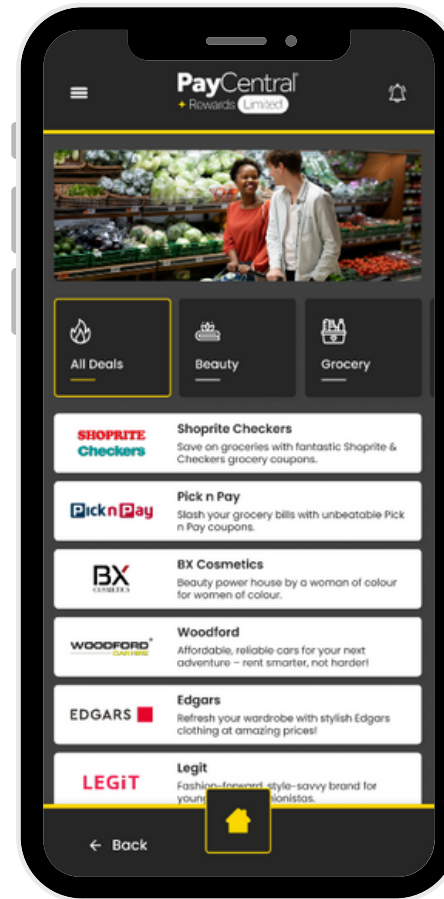 PayCentral
+ Rewards Limited
All Deals
Beauty
Grocery
SHOPRITE
Checkers
Shoprite Checkers
Save on groceries with fantastic Shoprite &
Checkers grocery coupons.
Pick n Pay
Pick n Pay
Slash your grocery bills with unbeatable Pick
n Pay coupons.
BX
COSMETICS
BX Cosmetics
Beauty power house by a woman of colour
for women of colour.
WOODFORD
CAR HIRE
Woodford
Affordable, reliable cars for your next
adventure – rent smarter, not harder!
EDGARS
Edgars
Refresh your wardrobe with stylish Edgars
clothing at amazing prices!
LEGiT
Legit
Fashion-forward, style-savvy brand for
← Back